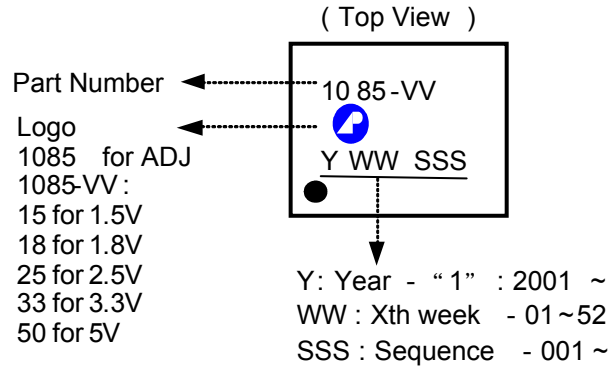 ( Top View )
Part Number
10 85-VV
Logo
1085 for ADJ
1085-VV :
15 for 1.5V
18 for 1.8V
25 for 2.5V
33 for 3.3V
50 for 5V
Y WW SSS
Y: Year - “1” : 2001 ~
WW : Xth week - 01~52
SSS : Sequence - 001 ~